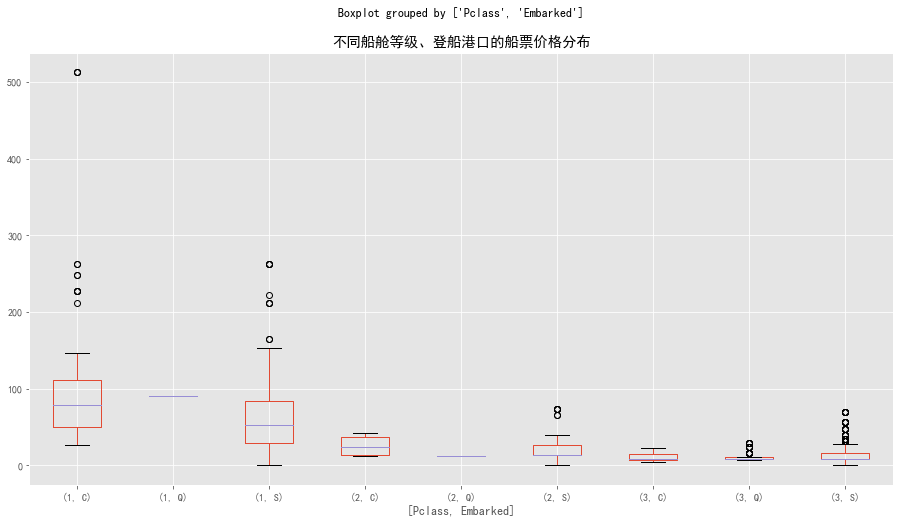 Boxplot grouped by ['Pclass', 'Embarked']
不同船舱等级、登船港口的船票价格分布
500
400
300
200
100
0
(1, C) (1, Q) (1, S) (2, C) (2, Q) (2, S) (3, C) (3, Q) (3, S)
[Pclass, Embarked]